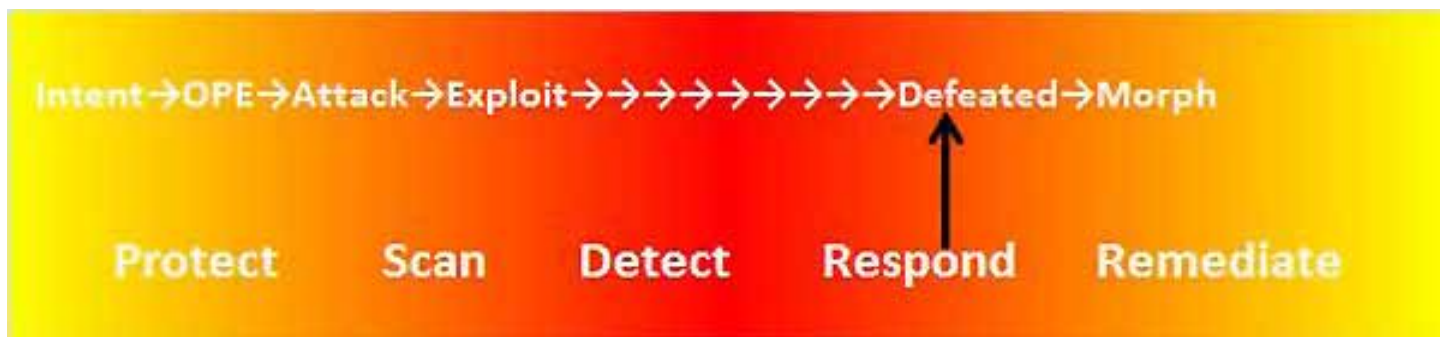 Intent→OPE→Attack→Exploit→→→→→→→→→Defeated→Morph
Protect Scan Detect Respond Remediate